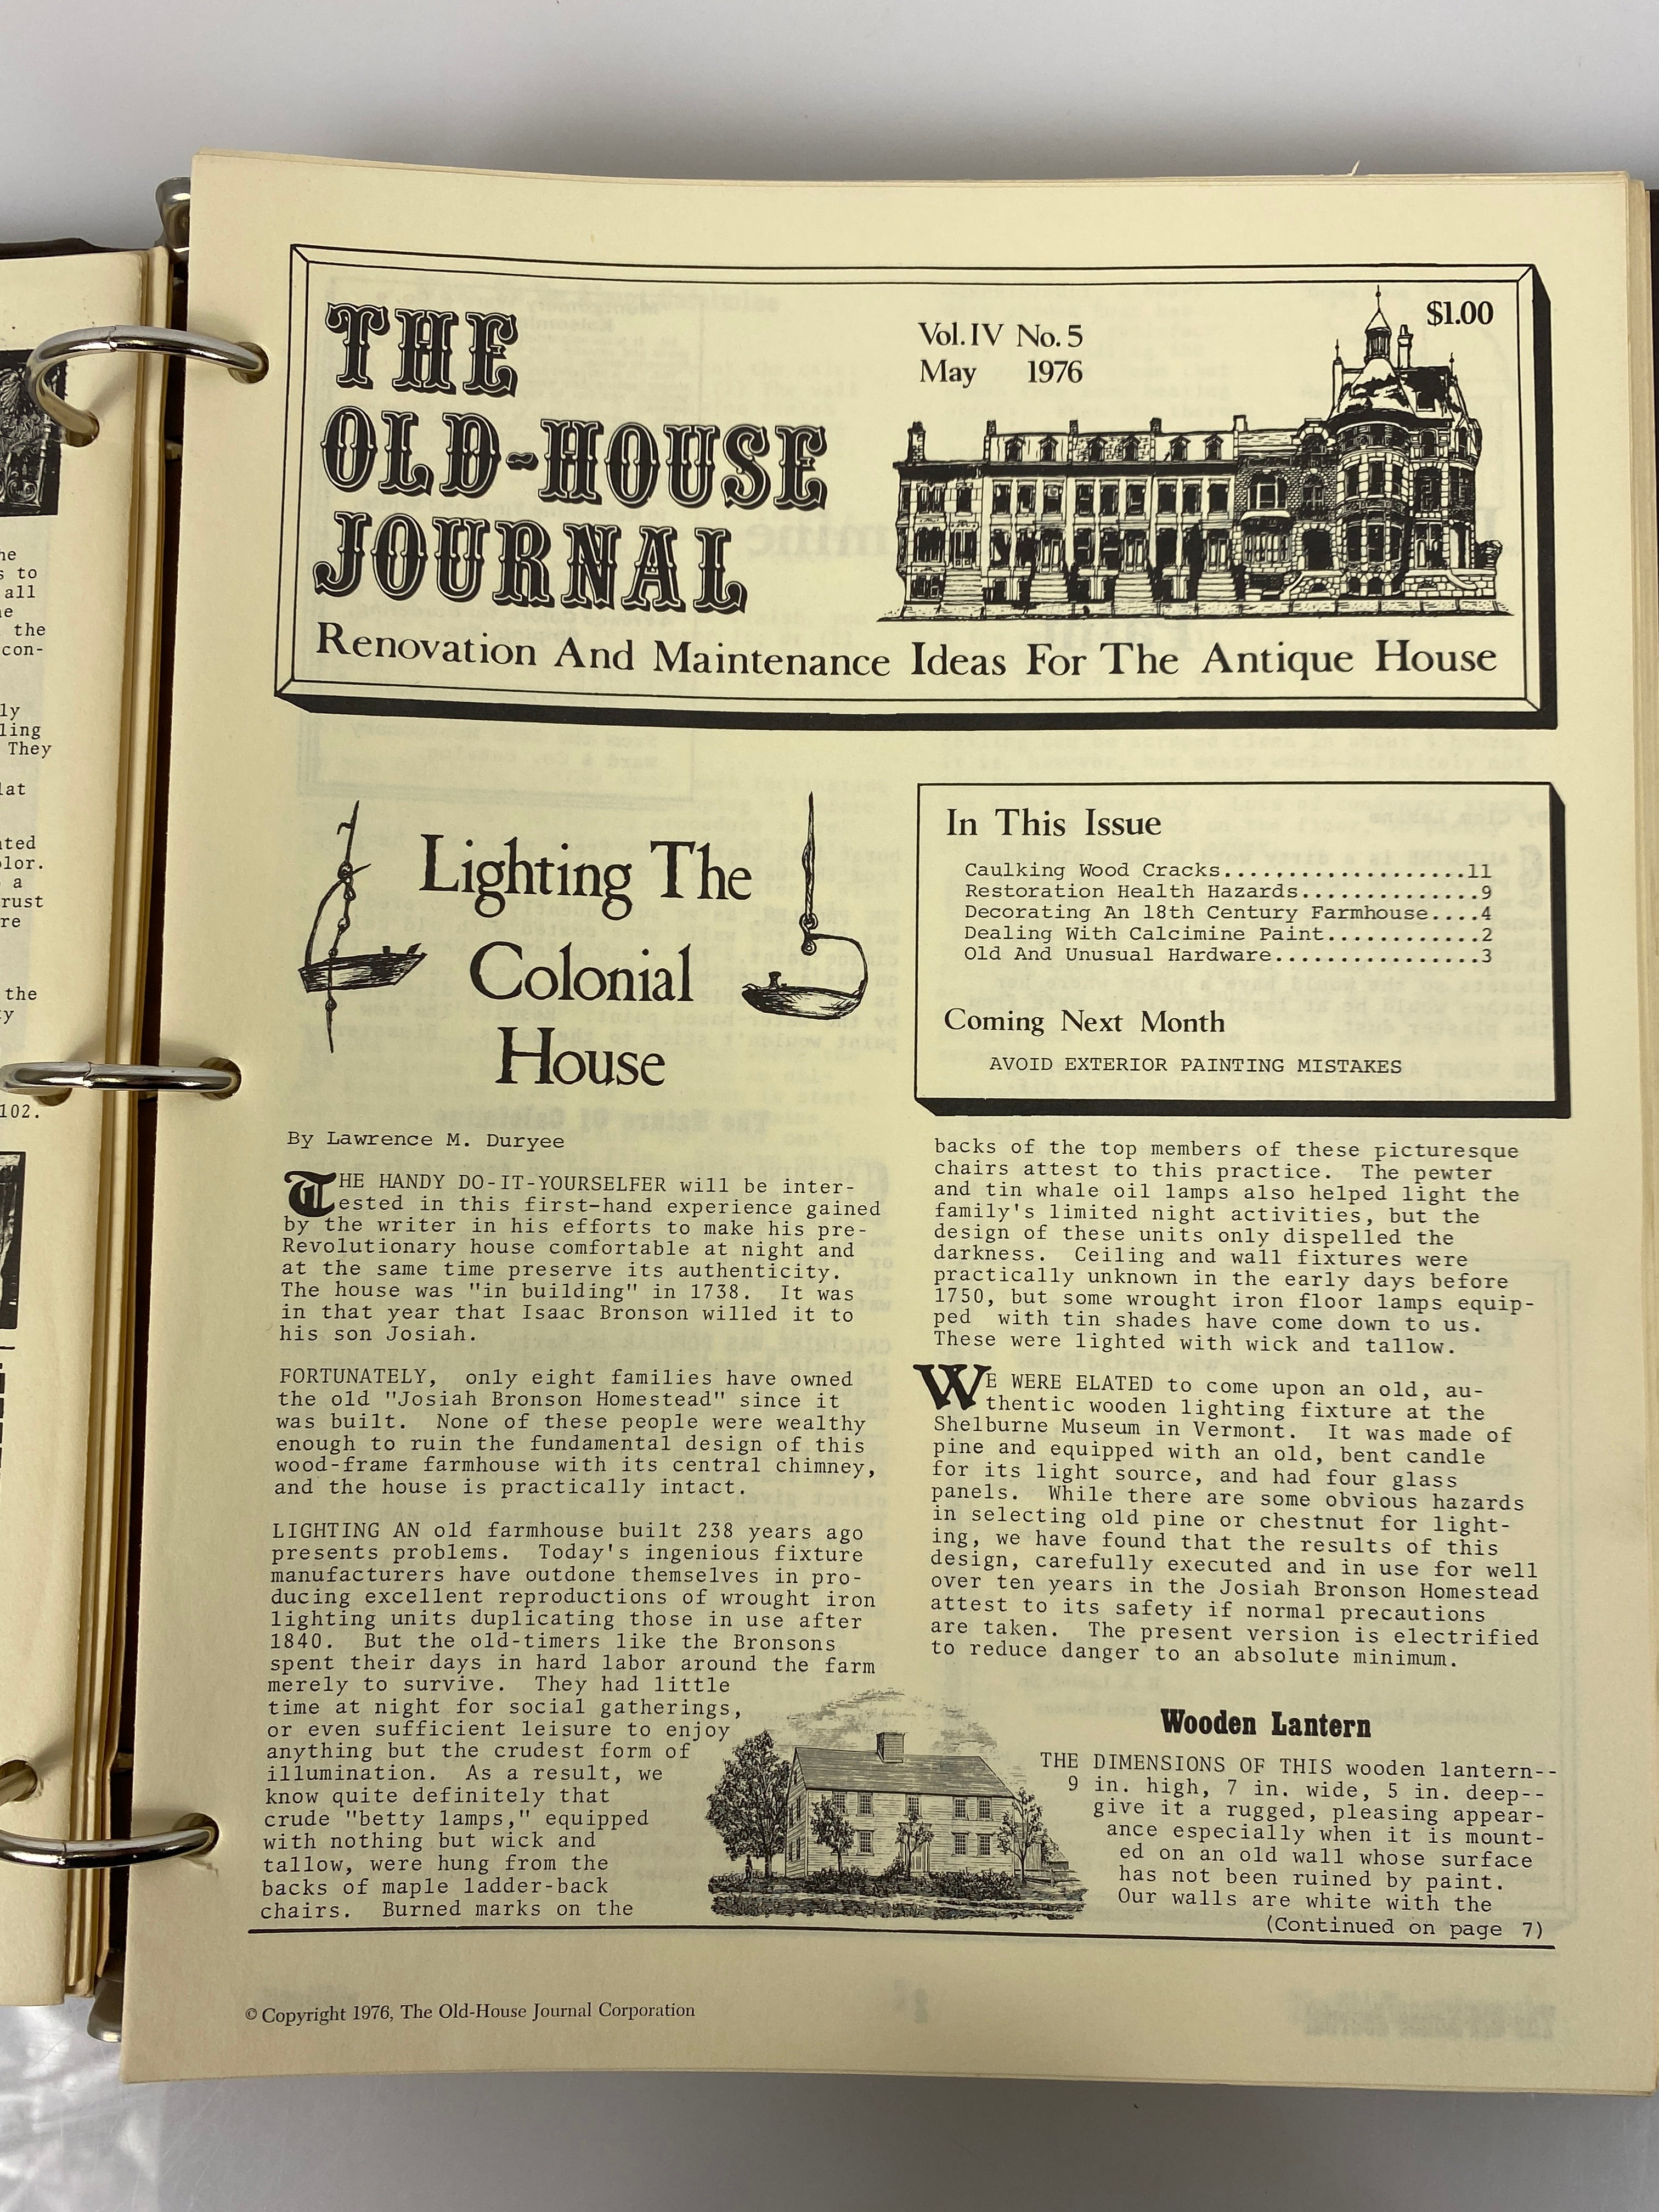 THE
OLD-HOUSE
JOURNAL
Vol. IV No. 5
May 1976
$1.00
Renovation And Maintenance Ideas For The Antique House
Lighting The
Colonial
House
In This Issue
Caulking Wood Cracks...................11
Restoration Health Hazards.............9
Decorating An 18th Century Farmhouse....4
Dealing With Calcimine Paint............2
Old And Unusual Hardware................3
Coming Next Month
AVOID EXTERIOR PAINTING MISTAKES
By Lawrence M. Duryee
THE HANDY DO-IT-YOURSELFER will be inter-
ested in this first-hand experience gained
by the writer in his efforts to make his pre-
Revolutionary house comfortable at night and
at the same time preserve its authenticity.
The house was "in building" in 1738. It was
in that year that Isaac Bronson willed it to
his son Josiah.
FORTUNATELY, only eight families have owned
the old "Josiah Bronson Homestead" since it
was built. None of these people were wealthy
enough to ruin the fundamental design of this
wood-frame farmhouse with its central chimney,
and the house is practically intact.
LIGHTING AN old farmhouse built 238 years ago
presents problems. Today's ingenious fixture
manufacturers have outdone themselves in pro-
ducing excellent reproductions of wrought iron
lighting units duplicating those in use after
1840. But the old-timers like the Bronsons
spent their days in hard labor around the farm
merely to survive. They had little
time at night for social gatherings,
or even sufficient leisure to enjoy
anything but the crudest form of
illumination. As a result, we
know quite definitely that
crude "betty lamps," equipped
with nothing but wick and
tallow, were hung from the
backs of maple ladder-back
chairs. Burned marks on the
backs of the top members of these picturesque
chairs attest to this practice. The pewter
and tin whale oil lamps also helped light the
family's limited night activities, but the
design of these units only dispelled the
darkness. Ceiling and wall fixtures were
practically unknown in the early days before
1750, but some wrought iron floor lamps equip-
ped with tin shades have come down to us.
These were lighted with wick and tallow.
WE WERE ELATED to come upon an old, au-
thentic wooden lighting fixture at the
Shelburne Museum in Vermont. It was made of
pine and equipped with an old, bent candle
for its light source, and had four glass
panels. While there are some obvious hazards
in selecting old pine or chestnut for light-
ing, we have found that the results of this
design, carefully executed and in use for well
over ten years in the Josiah Bronson Homestead
attest to its safety if normal precautions
are taken. The present version is electrified
to reduce danger to an absolute minimum.
Wooden Lantern
THE DIMENSIONS OF THIS wooden lantern--
9 in. high, 7 in. wide, 5 in. deep--
give it a rugged, pleasing appear-
ance especially when it is mount-
ed on an old wall whose surface
has not been ruined by paint.
Our walls are white with the
(Continued on page 7)
© Copyright 1976, The Old-House Journal Corporation